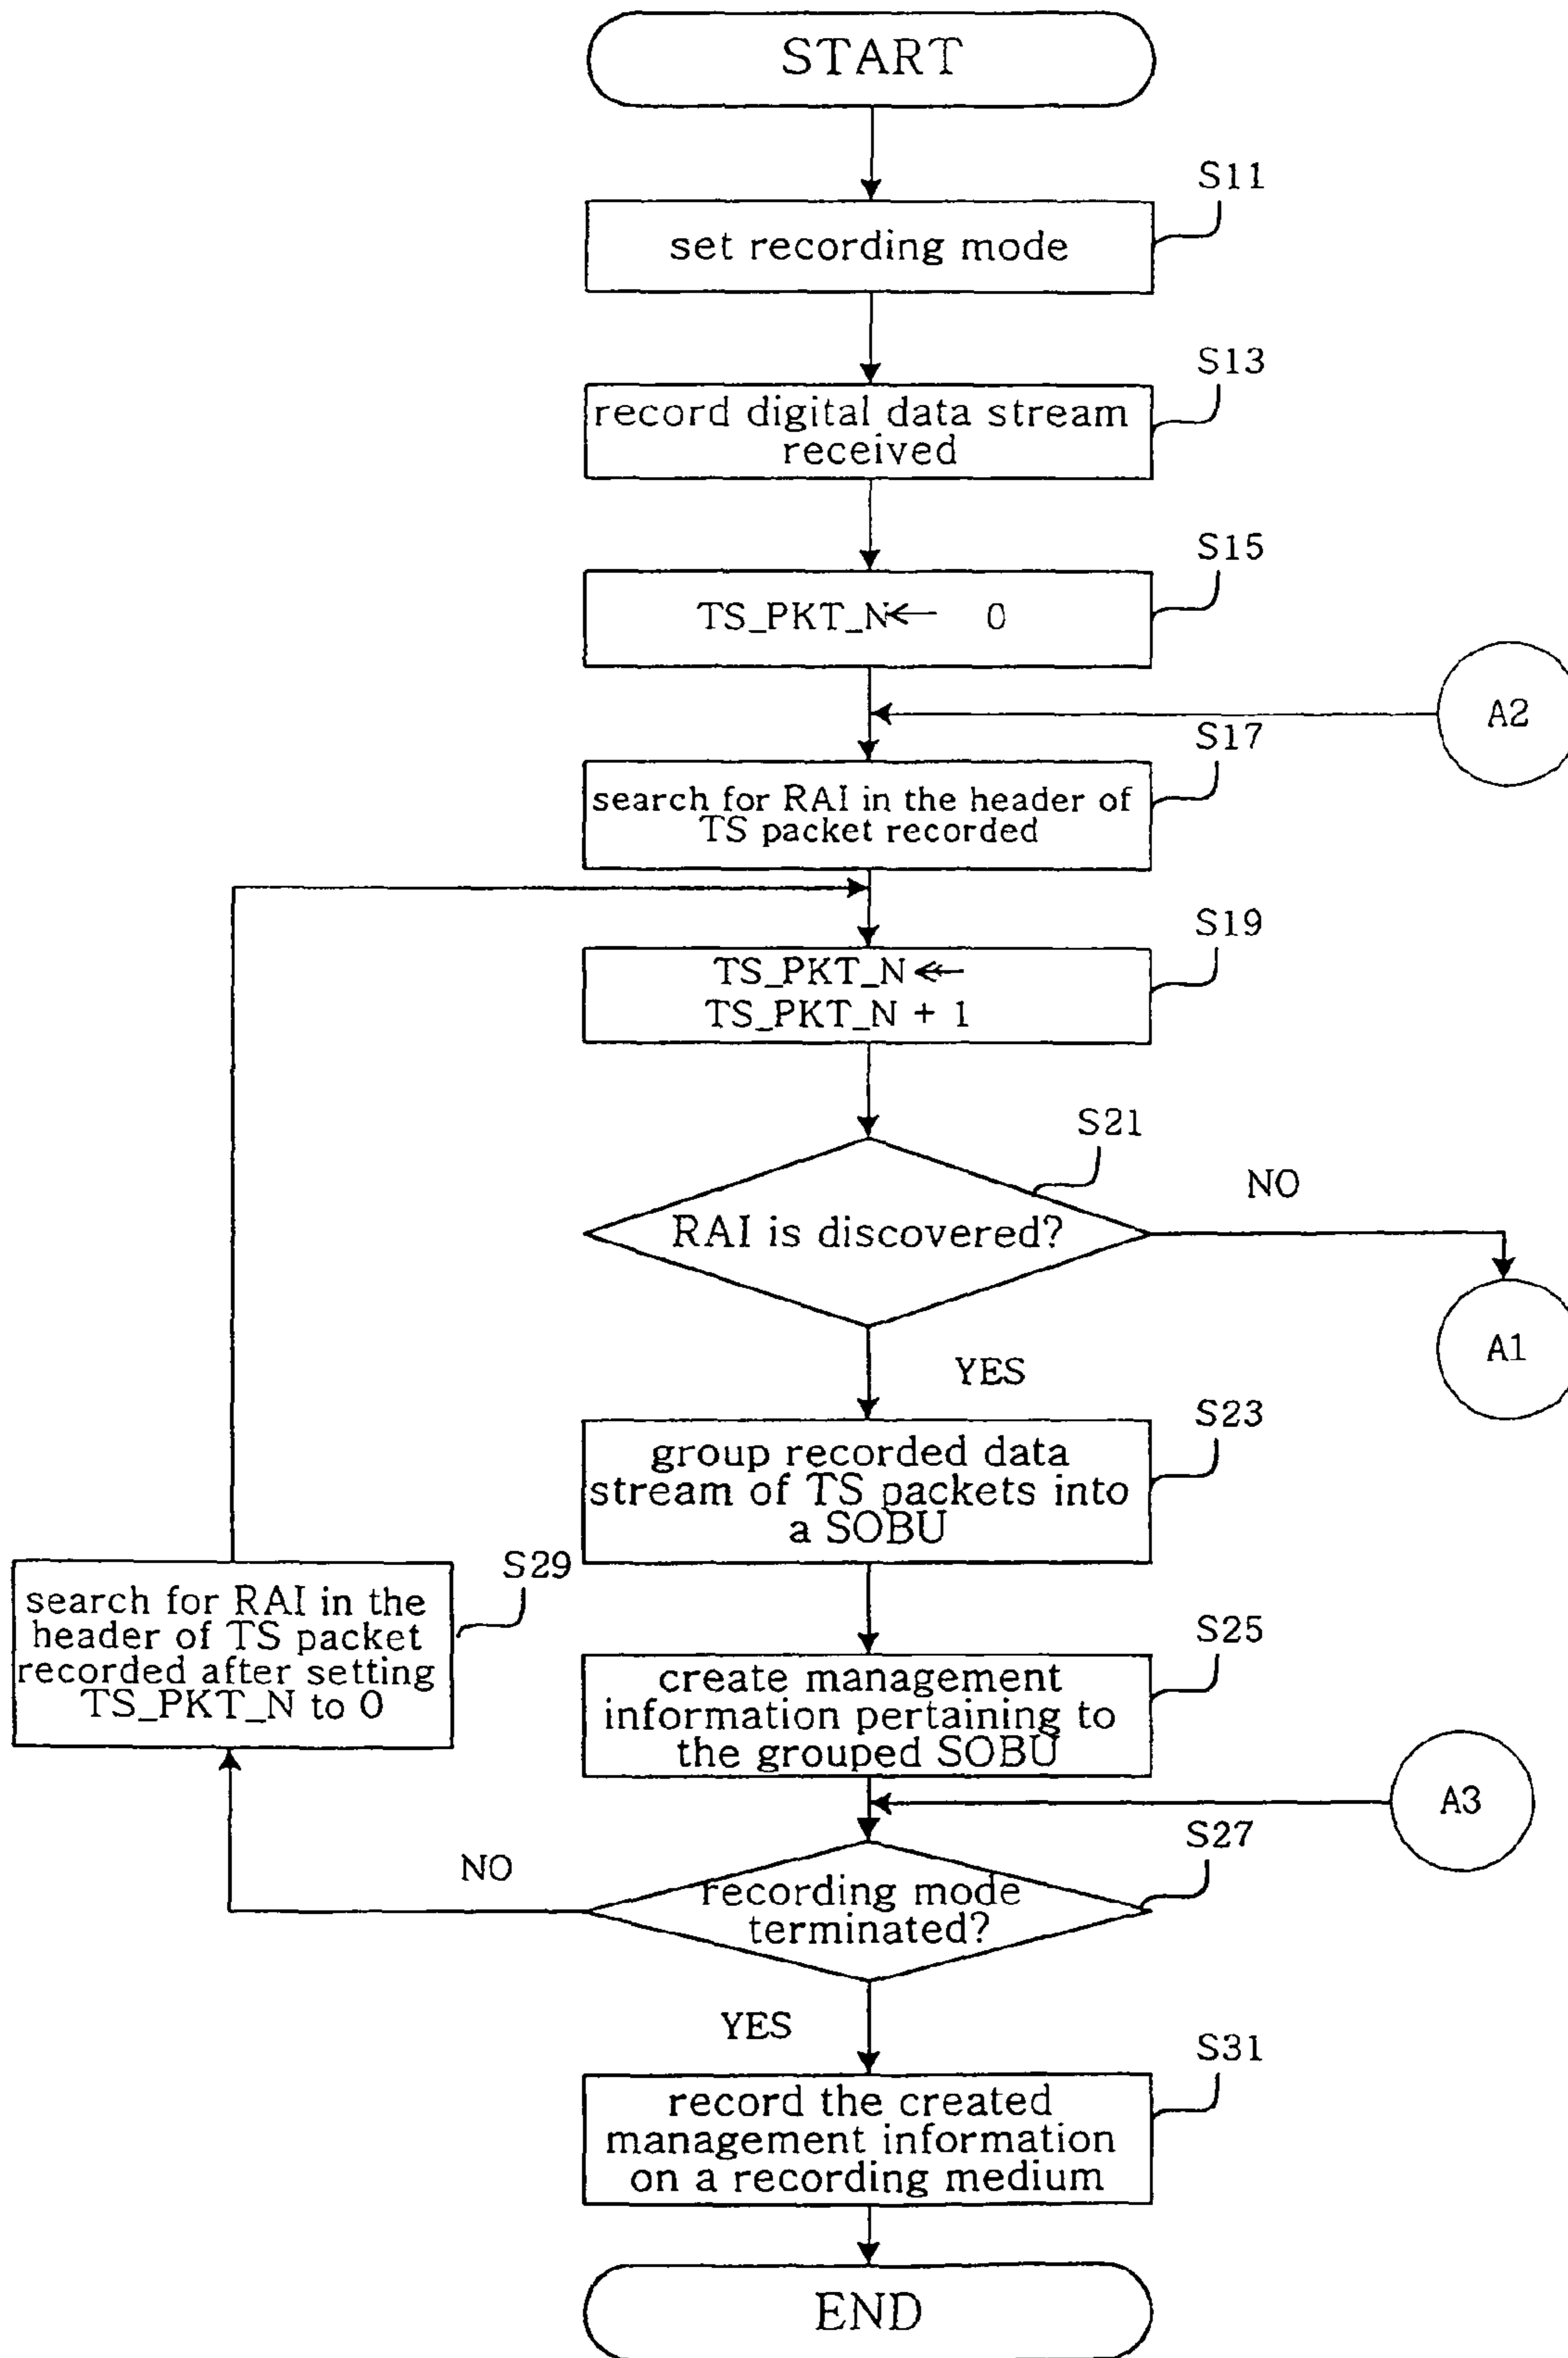 START
S11
set recording mode
S13
record digital data stream
received
S15
TS_PKT_N← 0
A2
S17
search for RAI in the header of
TS packet recorded
S19
TS_PKT_N ←
TS_PKT_N + 1
S21
NO
RAI is discovered?
A1
YES
S23
group recorded data
stream of TS packets into
a SOBU
S29
search for RAI in the
header of TS packet
recorded after setting
TS_PKT_N to 0
S25
create management
information pertaining to
the grouped SOBU
A3
S27
NO
recording mode
terminated?
YES
S31
record the created
management information
on a recording medium
END